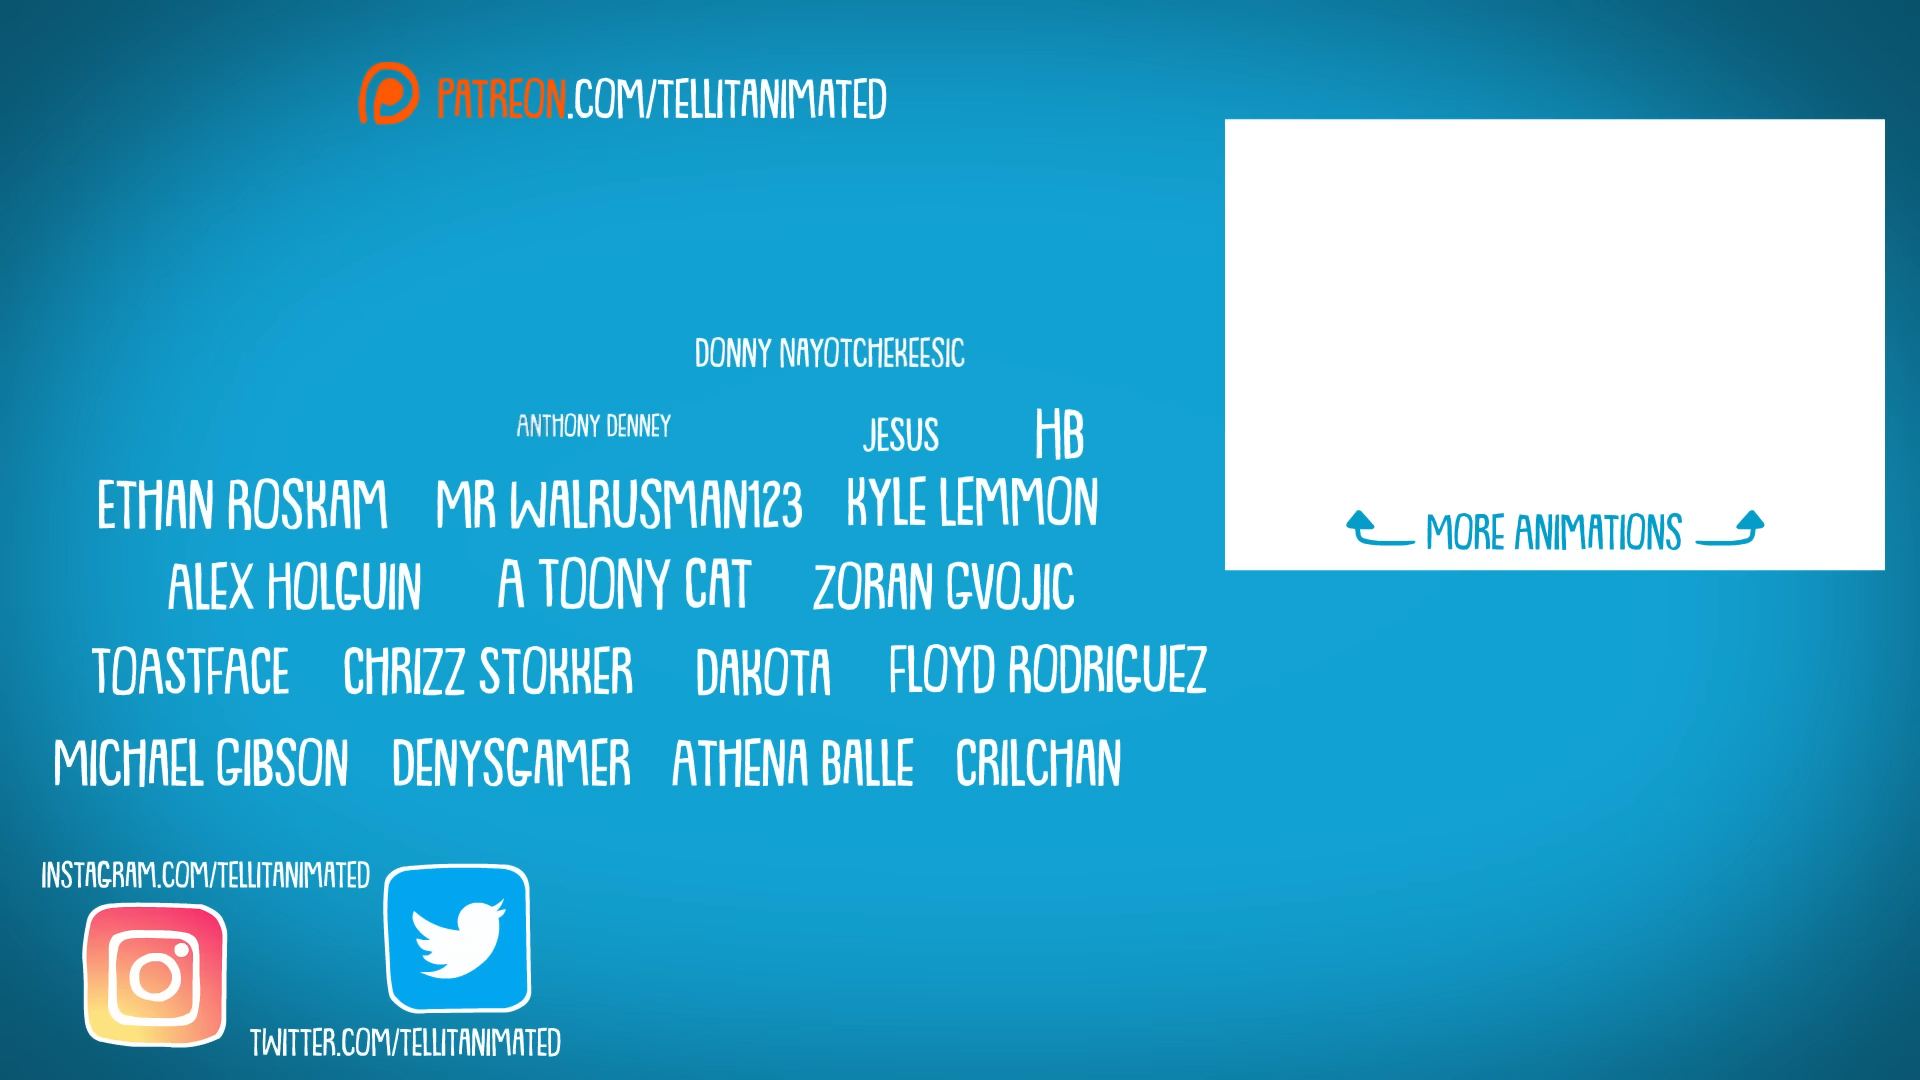 PATREON.COM/TELLITANIMATED
DONNY NAYOTCHEKEESIC
ANTHONY DENNEY JESUS HB
ETHAN ROSKAM MR WALRUSMAN123 KYLE LEMMON
ALEX HOLGUIN A TOONY CAT ZORAN GVOJIC
TOASTFACE CHRIZZ STOKKER DAKOTA FLOYD RODRIGUEZ
MICHAEL GIBSON DENYSGAMER ATHENA BALLE CRILCHAN
MORE ANIMATIONS
INSTAGRAM.COM/TELLITANIMATED
TWITTER.COM/TELLITANIMATED